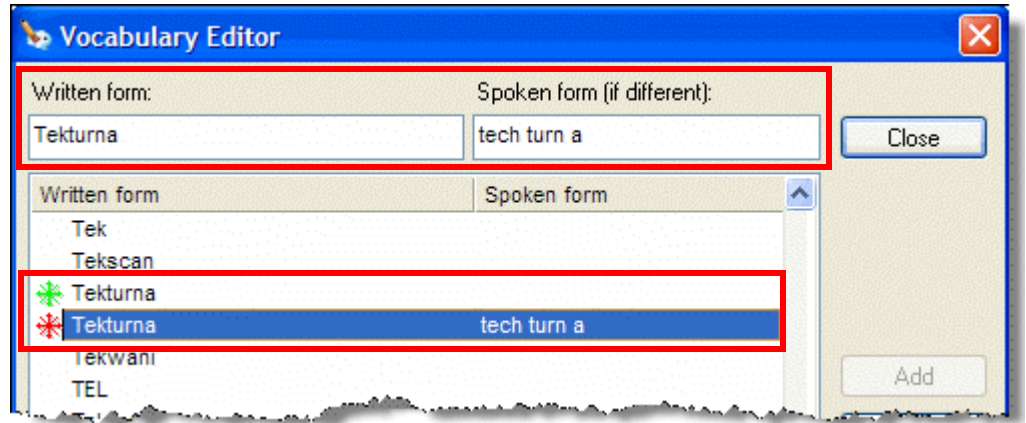 Vocabulary Editor
Written form: Spoken form (if different):
Tekturna tech turn a Close
Written form Spoken form
Tek
Tekscan
Tekturna
Tekturna tech turn a
Tekwani
Add
TEL